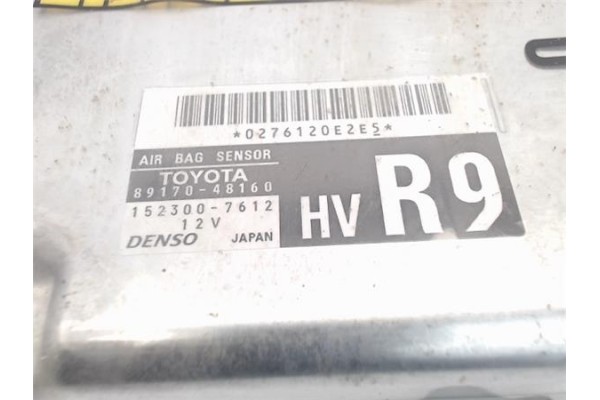 *0276120E2E5*
AIR BAG SENSOR
TOYOTA
89170-48160
152300-7612
12V
DENSO JAPAN
HV R9